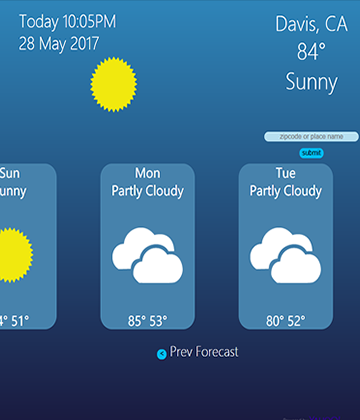 Today 10:05PM
28 May 2017
Davis, CA
84°
Sunny
zipcode or place name
submit
Sun
unny
4° 51°
Mon
Partly Cloudy
85° 53°
Tue
Partly Cloudy
80° 52°
< Prev Forecast